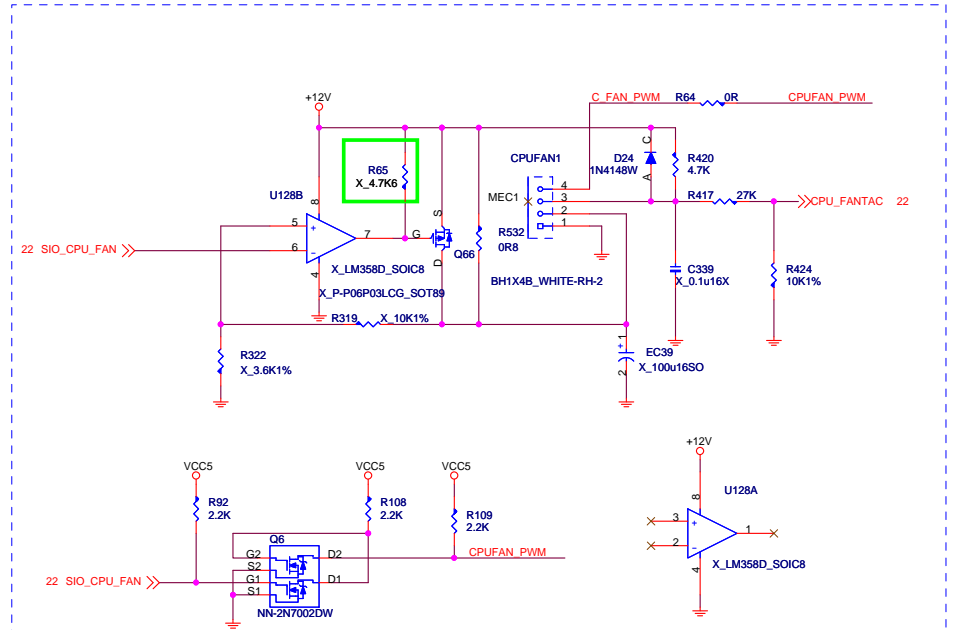 +12V
C_FAN_PWM R64 0R CPUFAN_PWM
R65
X_4.7K6
CPUFAN1
D24
1N4148W
C
A
R420
4.7K
U128B
8
5
+
6
-
7
4
G
S
D
Q66
MEC1
4
3
2
1
R417 27K
CPU_FANTAC 22
22 SIO_CPU_FAN
R532
0R8
X_LM358D_SOIC8
BH1X4B_WHITE-RH-2
C339
X_0.1u16X
R424
10K1%
X_P-P06P03LCG_SOT89
R319 X_10K1%
R322
X_3.6K1%
1
+
EC39
X_100u16SO
2
VCC5
VCC5
VCC5
+12V
R92
2.2K
R108
2.2K
R109
2.2K
U128A
8
3
+
2
-
1
4
X_LM358D_SOIC8
Q6
G2
S2
G1
S1
D2
D1
CPUFAN_PWM
22 SIO_CPU_FAN
NN-2N7002DW